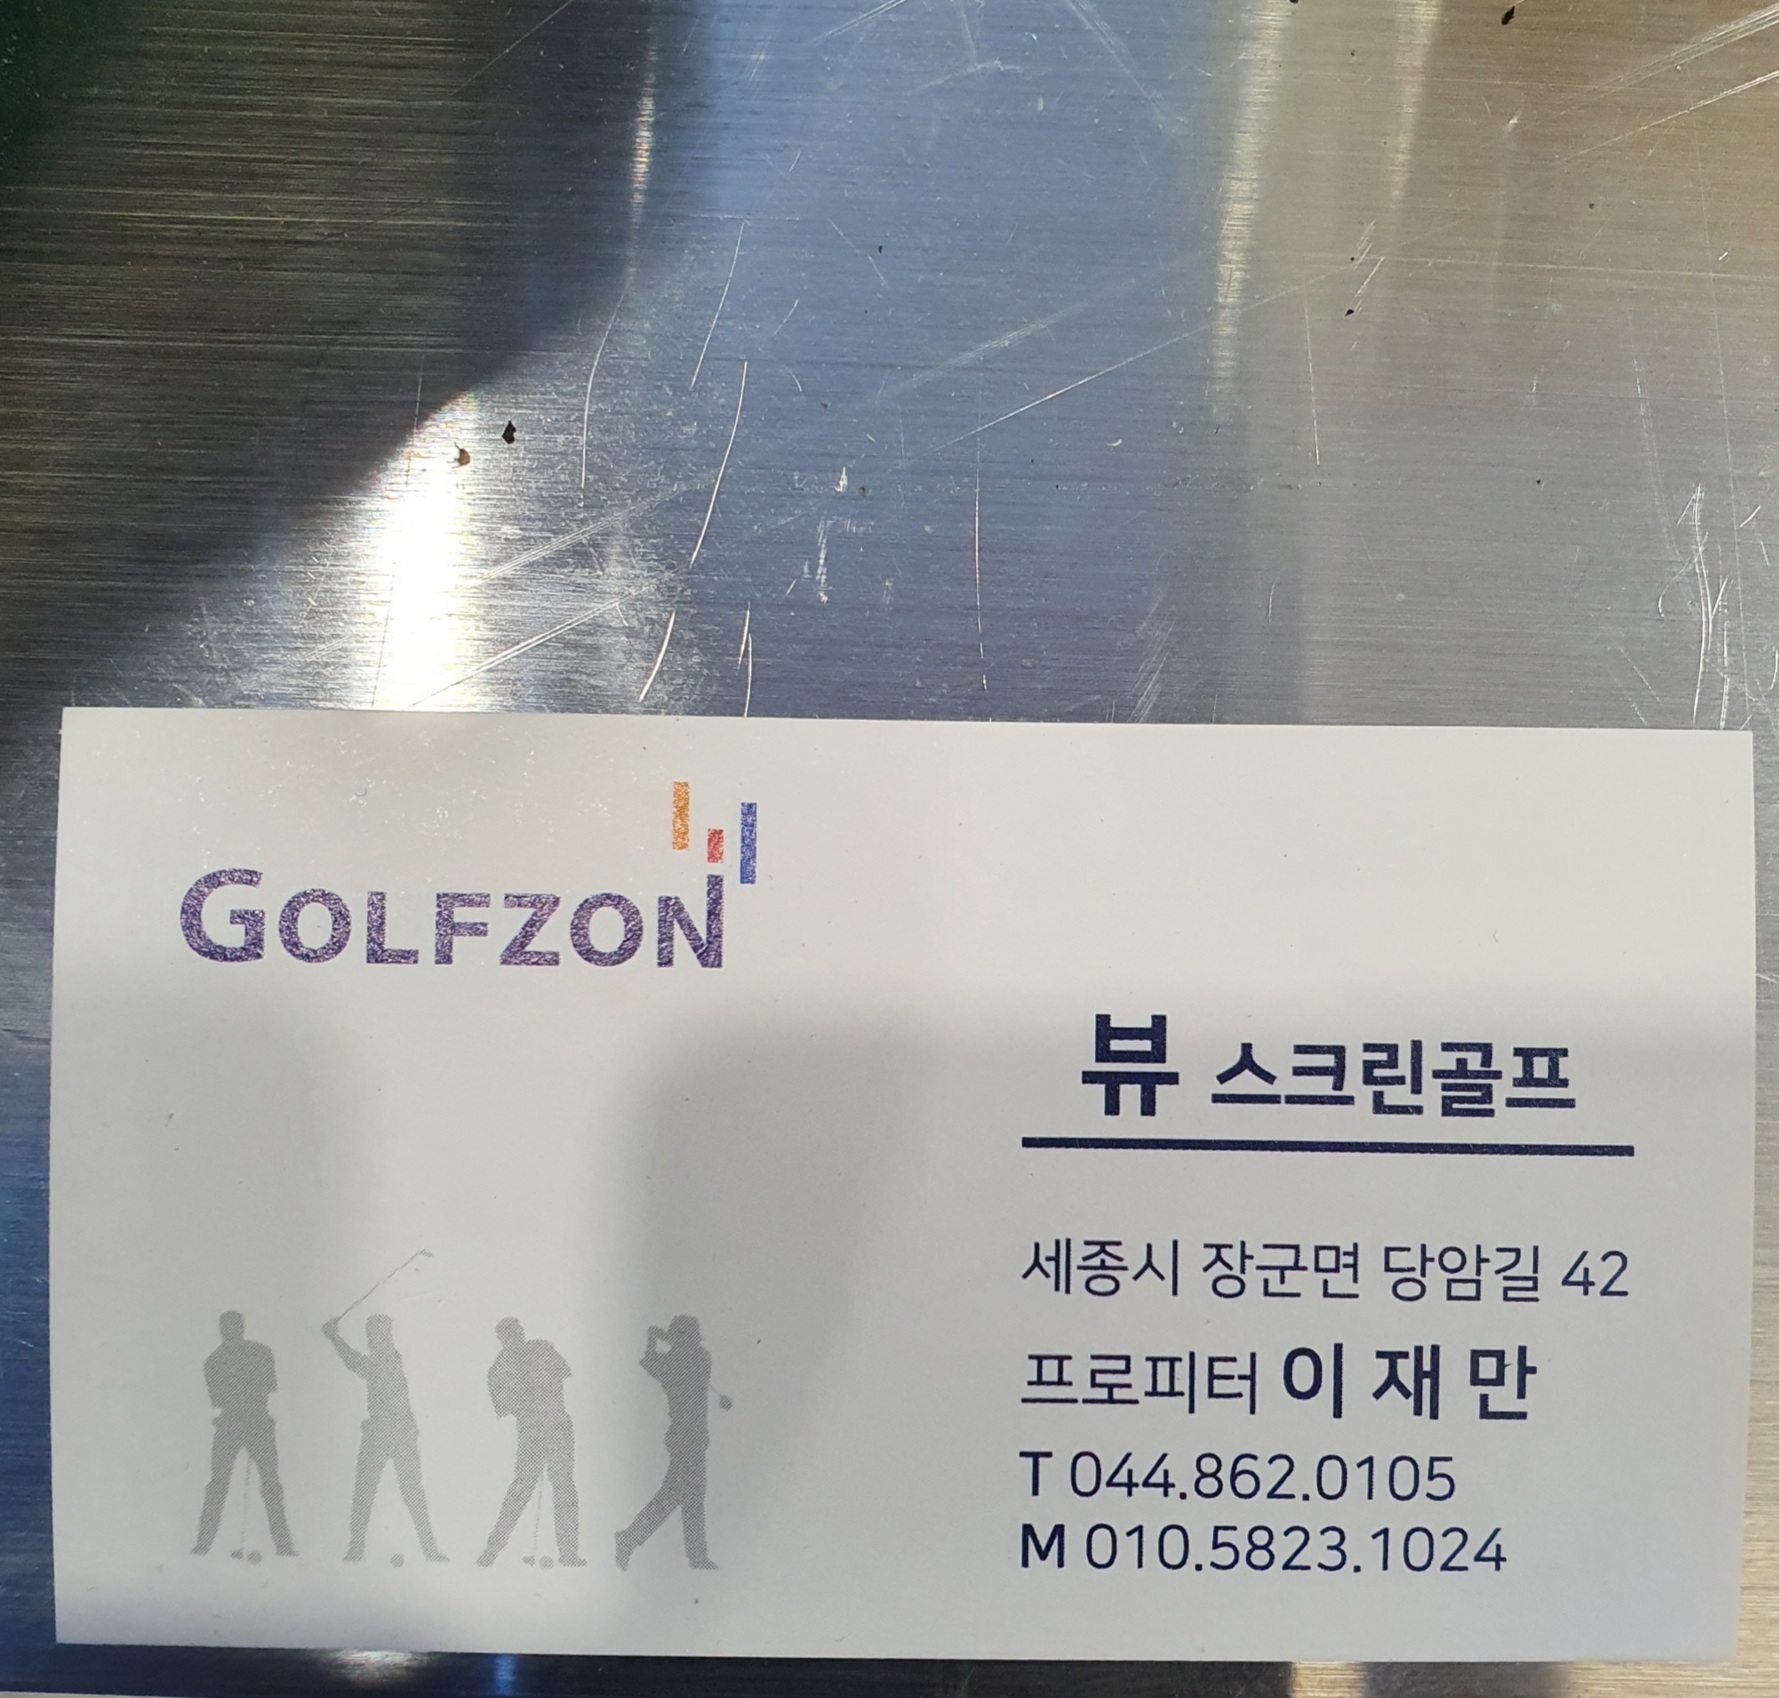 GOLFZON
뷰 스크린골프
세종시 장군면 당암길 42
프로피터 이 재 만
T 044.862.0105
M 010.5823.1024